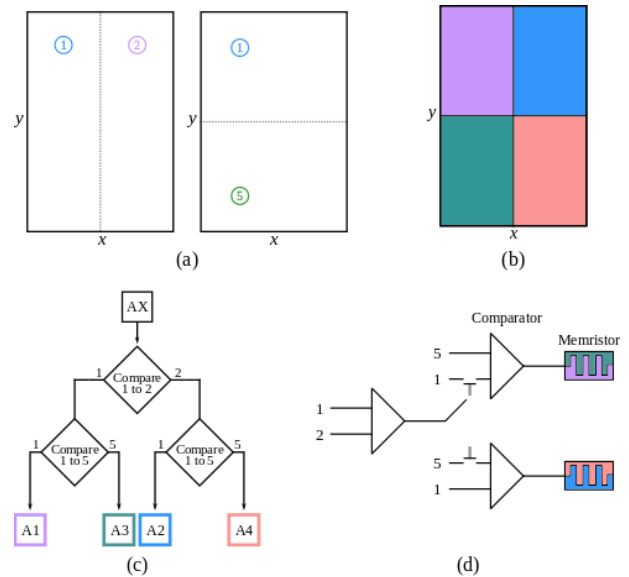 1 2
y
x
1
5
y
x
(a)
y
x
(b)
AX
Compare
1 to 2
1 2
Compare
1 to 5
1 5
Compare
1 to 5
1 5
A1 A3 A2 A4
(c)
Comparator
Memristor
5
1
1
2
5
1
(d)